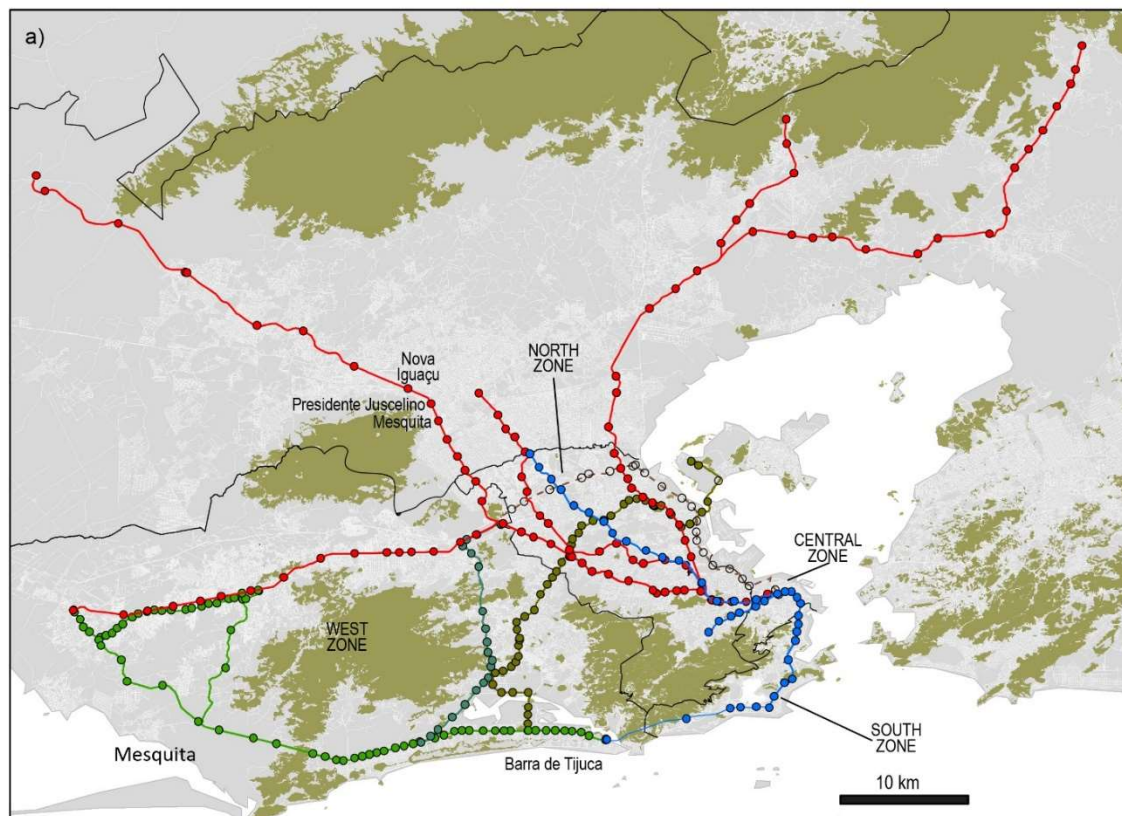 a)
Nova
Iguaçu
Presidente Juscelino
Mesquita
NORTH
ZONE
CENTRAL
ZONE
WEST
ZONE
SOUTH
ZONE
Mesquita
Barra de Tijuca
10 km